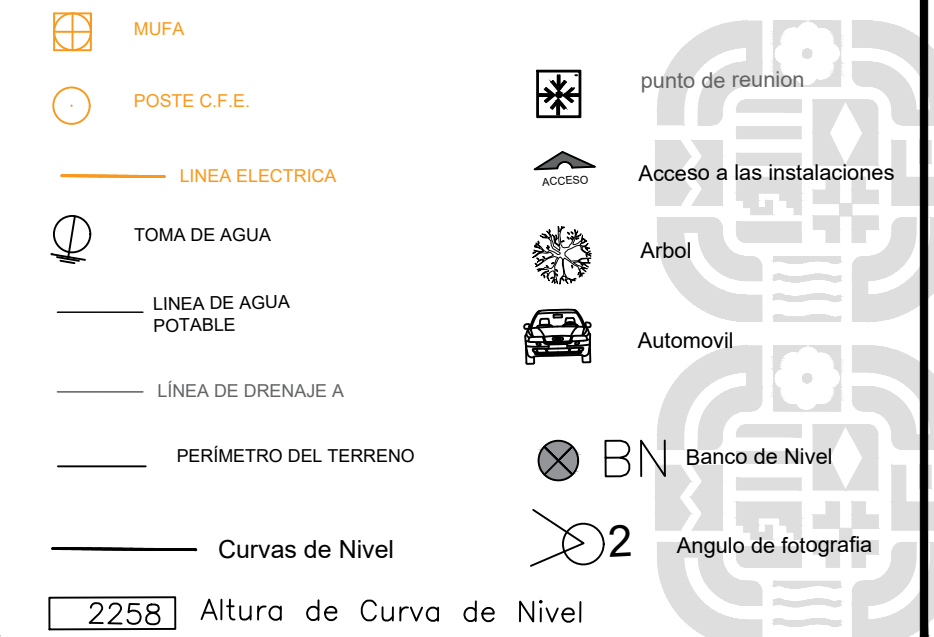 MUFA
POSTE C.F.E.
LINEA ELECTRICA
TOMA DE AGUA
LINEA DE AGUA
POTABLE
LÍNEA DE DRENAJE A
PERÍMETRO DEL TERRENO
Curvas de Nivel
2258 Altura de Curva de Nivel
punto de reunion
ACCESO Acceso a las instalaciones
Arbol
Automovil
BN Banco de Nivel
2 Angulo de fotografia